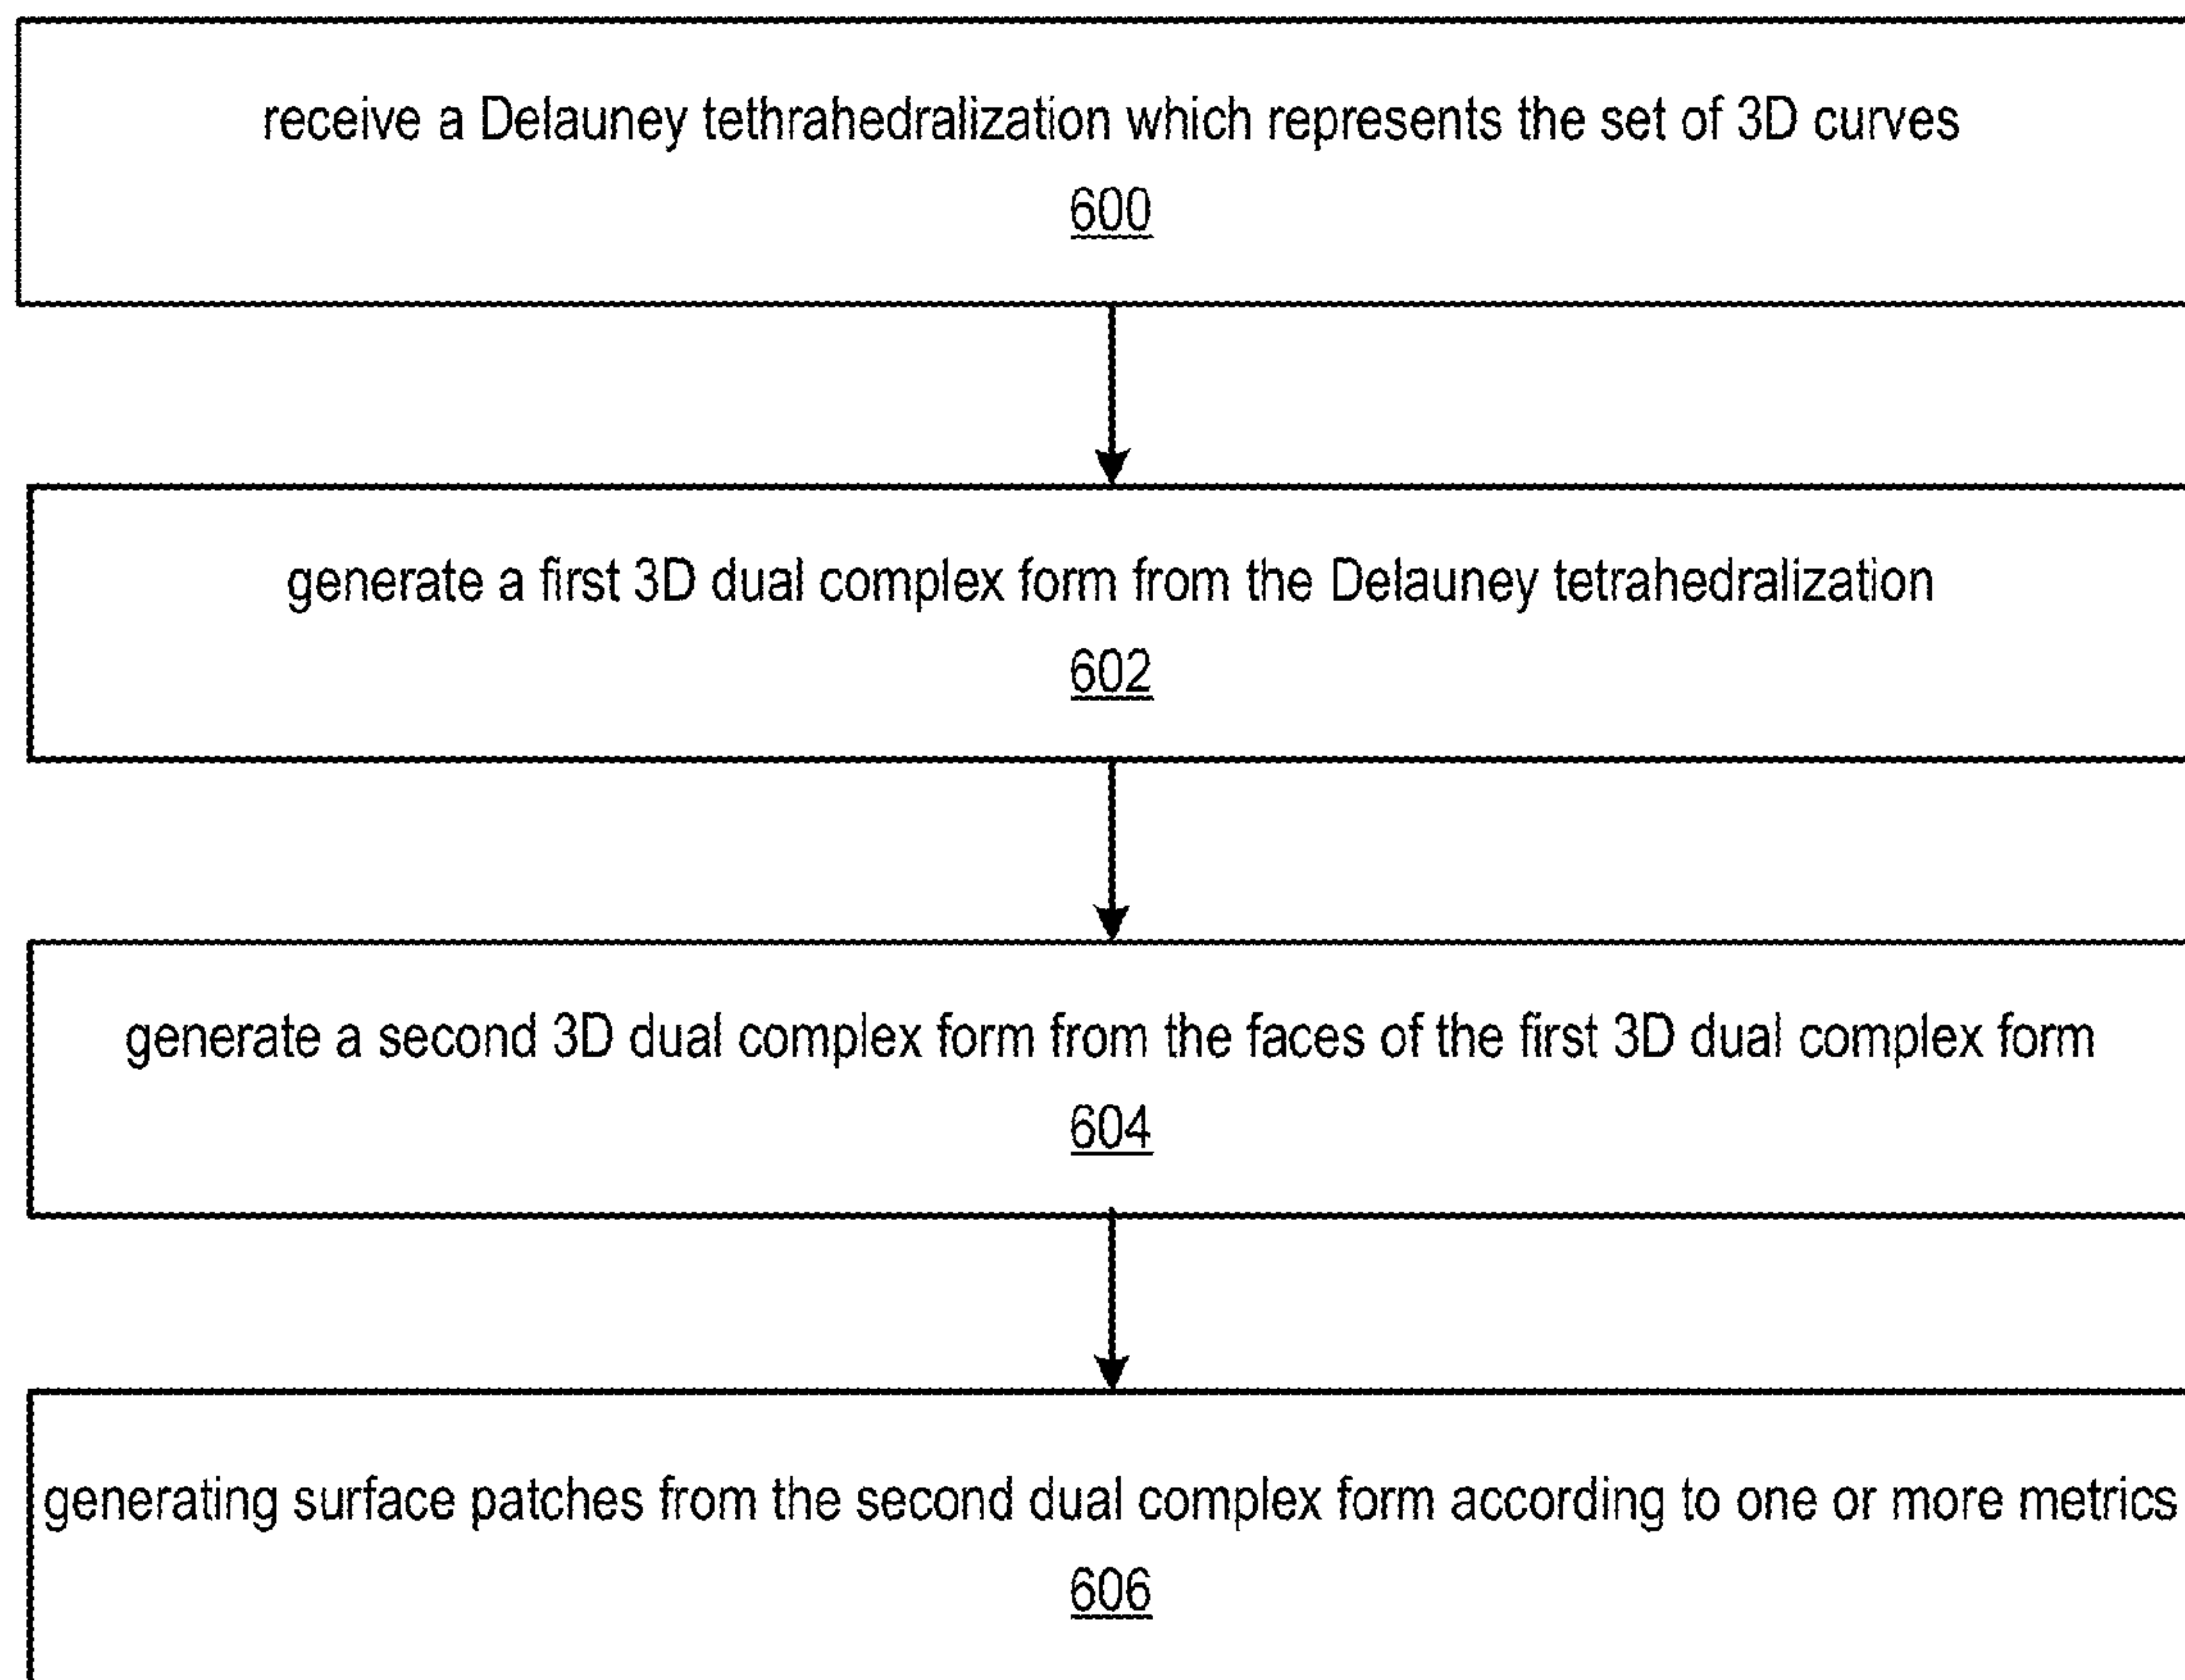 receive a Delauney tethrahedralization which represents the set of 3D curves
600
generate a first 3D dual complex form from the Delauney tetrahedralization
602
generate a second 3D dual complex form from the faces of the first 3D dual complex form
604
generating surface patches from the second dual complex form according to one or more metrics
606